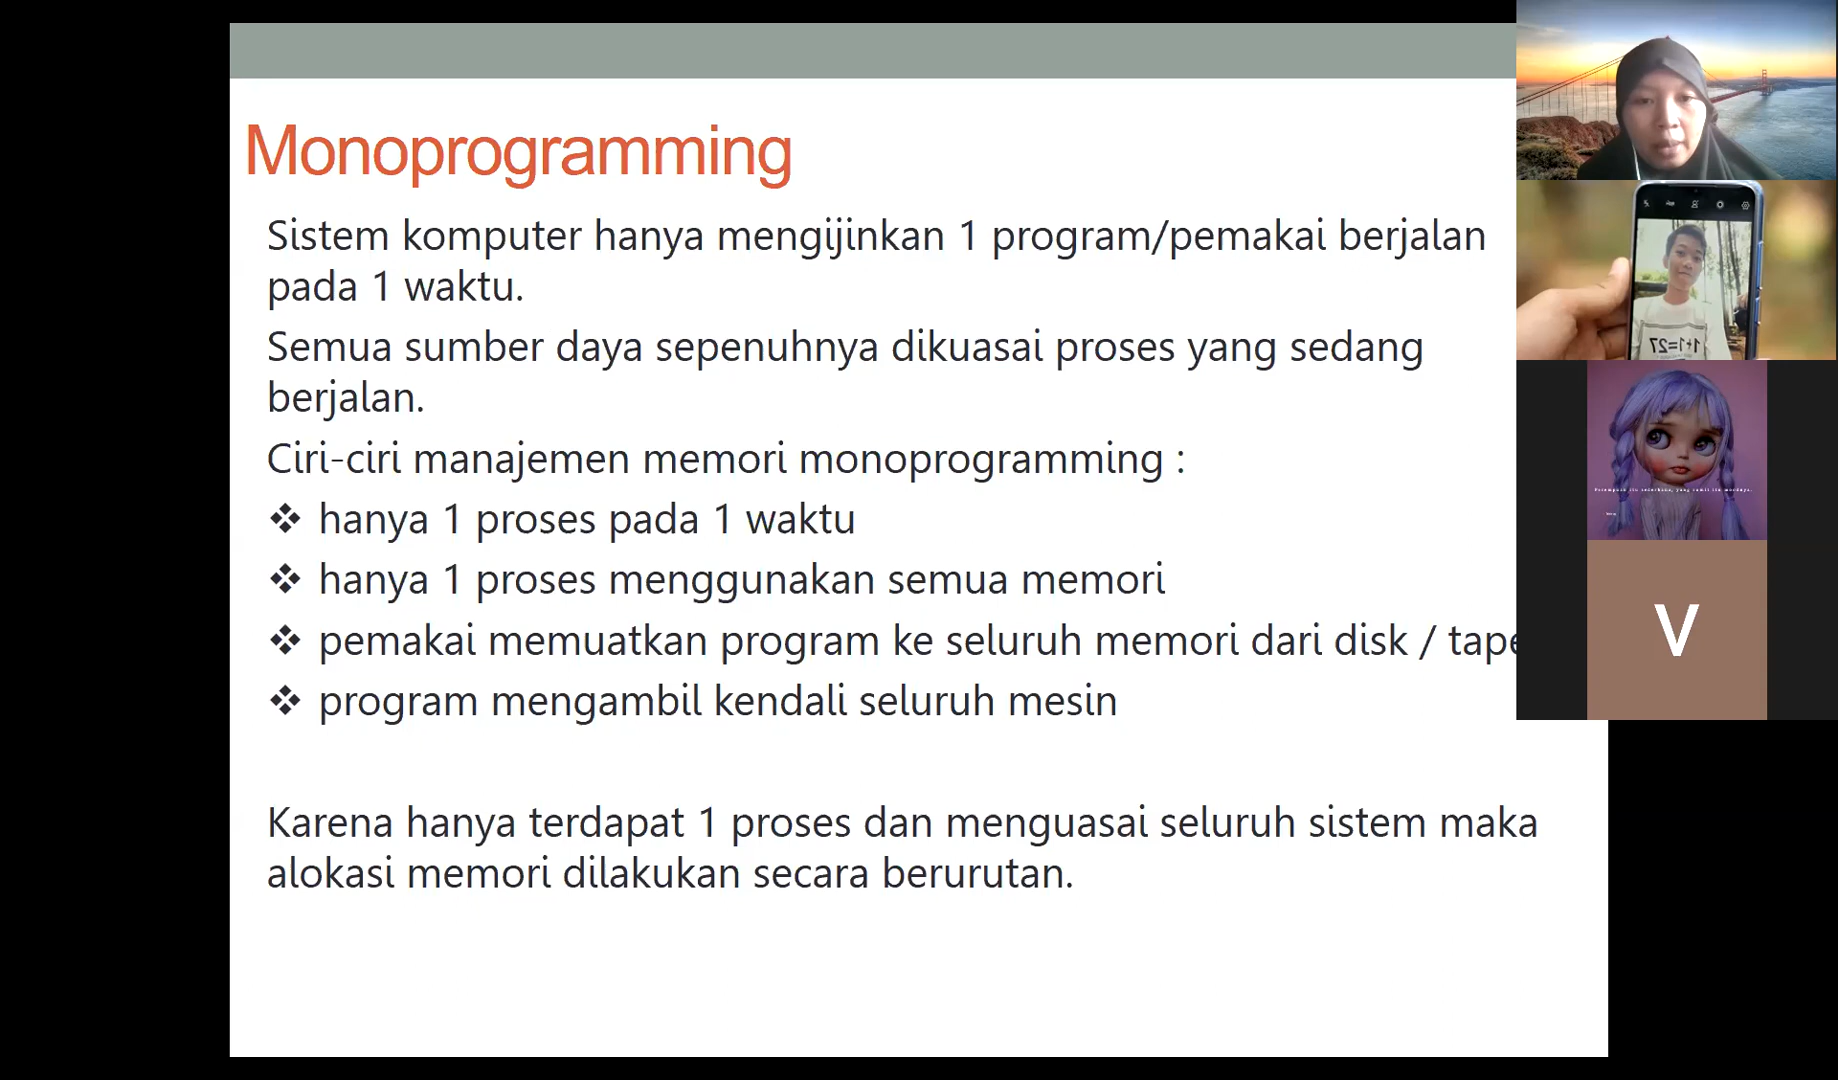 Monoprogramming
Sistem komputer hanya mengijinkan 1 program/pemakai berjalan
pada 1 waktu.
Semua sumber daya sepenuhnya dikuasai proses yang sedang
berjalan.
Ciri-ciri manajemen memori monoprogramming :
❖ hanya 1 proses pada 1 waktu
❖ hanya 1 proses menggunakan semua memori
❖ pemakai memuatkan program ke seluruh memori dari disk / tape
❖ program mengambil kendali seluruh mesin
Karena hanya terdapat 1 proses dan menguasai seluruh sistem maka
alokasi memori dilakukan secara berurutan.
1+1=27
V